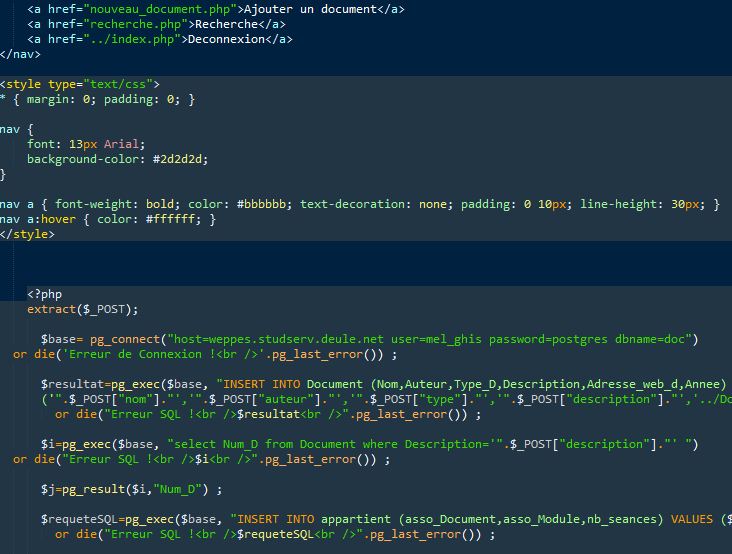 <a href="nouveau_document.php">Ajouter un document</a>
<a href="recherche.php">Recherche</a>
<a href="../index.php">Deconnexion</a>
</nav>
<style type="text/css">
* { margin: 0; padding: 0; }
nav {
font: 13px Arial;
background-color: #2d2d2d;
}
nav a { font-weight: bold; color: #bbbbbb; text-decoration: none; padding: 0 10px; line-height: 30px; }
nav a:hover { color: #ffffff; }
</style>
<?php
extract($_POST);
$base= pg_connect("host=weppes.studserv.deule.net user=mel_ghis password=postgres dbname=doc")
or die('Erreur de Connexion !<br />'.pg_last_error()) ;
$resultat=pg_exec($base, "INSERT INTO Document (Nom,Auteur,Type_D,Description,Adresse_web_d,Annee)
('".$_POST["nom"]."','".$_POST["auteur"]."','".$_POST["type"]."','".$_POST["description"]."','../Do
or die("Erreur SQL !<br />$resultat<br />".pg_last_error()) ;
$i=pg_exec($base, "select Num_D from Document where Description='".$_POST["description"]."' ")
or die("Erreur SQL !<br />$i<br />".pg_last_error()) ;
$j=pg_result($i,"Num_D") ;
$requeteSQL=pg_exec($base, "INSERT INTO appartient (asso_Document,asso_Module,nb_seances) VALUES ($
or die("Erreur SQL !<br />$requeteSQL<br />".pg_last_error()) ;